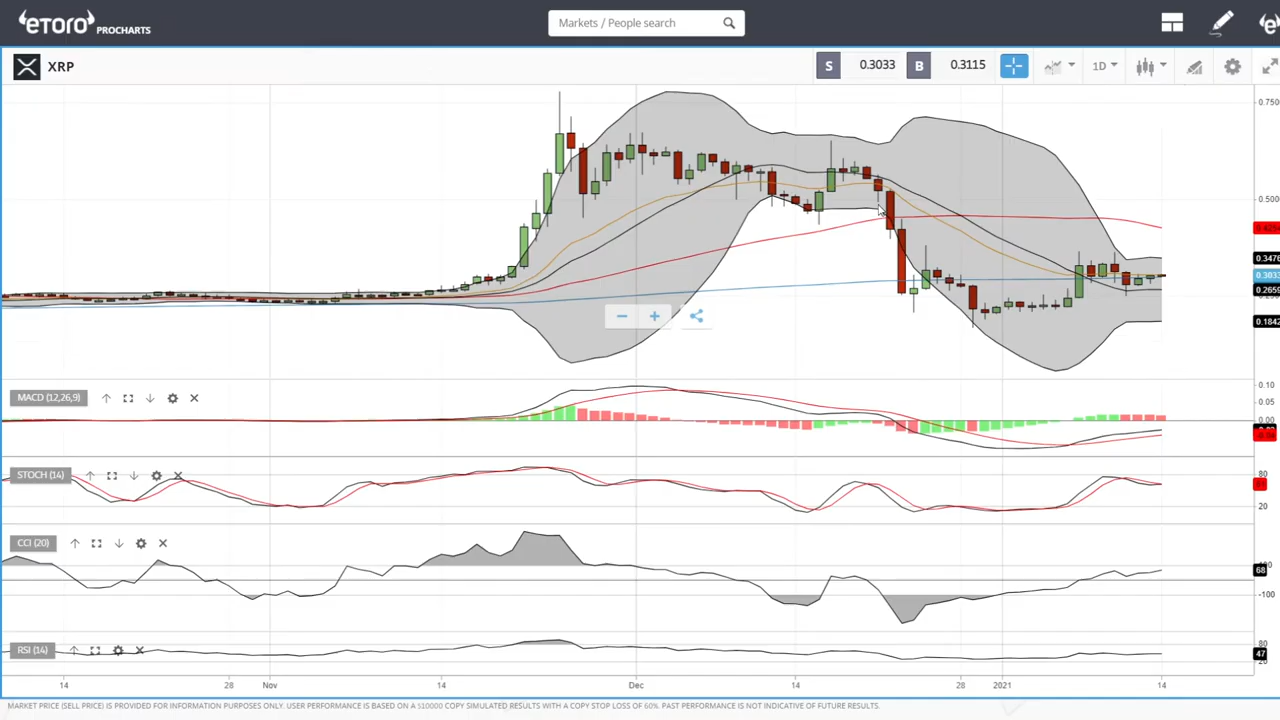 eToro PROCHARTS
Markets / People search
XRP
S 0.3033 B 0.3115 1D
0.7500
0.5000
0.3476
0.3033
0.2659
0.1842
MACD (12,26,9)
0.10
0.05
0.00
STOCH (14)
80
20
CCI (20)
68
-100
RSI (14)
80
47
20
14 28 Nov 14 Dec 14 28 2021 14
MARKET PRICE (SELL PRICE) IS PROVIDED FOR INFORMATION PURPOSES ONLY. USER PERFORMANCE IS BASED ON A $10000 COPY SIMULATED RESULTS WITH A COPY STOP LOSS OF 60%. PAST PERFORMANCE IS NOT INDICATIVE OF FUTURE RESULTS.